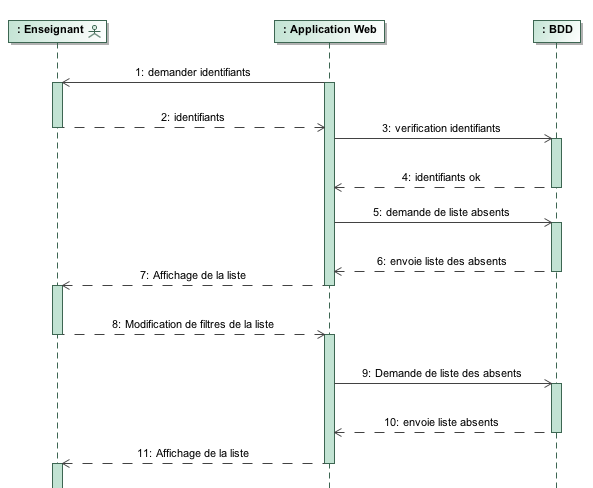 : Enseignant
: Application Web
: BDD
1: demander identifiants
2: identifiants
3: verification identifiants
4: identifiants ok
5: demande de liste absents
6: envoie liste des absents
7: Affichage de la liste
8: Modification de filtres de la liste
9: Demande de liste des absents
10: envoie liste absents
11: Affichage de la liste